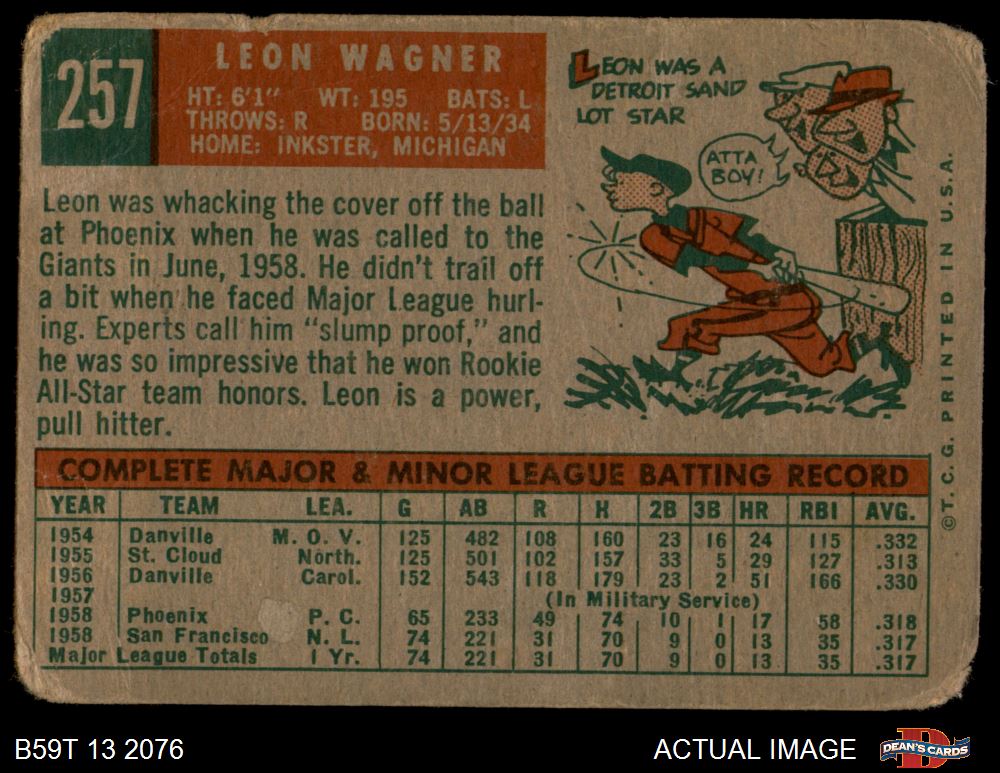 257
LEON WAGNER
HT: 6'1" WT: 195 BATS: L
THROWS: R BORN: 5/13/34
HOME: INKSTER, MICHIGAN
LEON WAS A
DETROIT SAND
LOT STAR
ATTA
BOY!
Leon was whacking the cover off the ball
at Phoenix when he was called to the
Giants in June, 1958. He didn't trail off
a bit when he faced Major League hurl-
ing. Experts call him "slump proof," and
he was so impressive that he won Rookie
All-Star team honors. Leon is a power,
pull hitter.
©T. C. G. PRINTED IN U.S.A.
COMPLETE MAJOR & MINOR LEAGUE BATTING RECORD
YEAR TEAM LEA. G AB R H 2B 3B HR RBI AVG.
1954 Danville M. O. V. 125 482 108 160 23 16 24 115 .332
1955 St. Cloud North. 125 501 102 157 33 5 29 127 .313
1956 Danville Carol. 152 543 118 179 23 2 51 166 .330
1957 (In Military Service)
1958 Phoenix P. C. 65 233 49 74 10 1 17 58 .318
1958 San Francisco N. L. 74 221 31 70 9 0 13 35 .317
Major League Totals 1 Yr. 74 221 31 70 9 0 13 35 .317
B59T 13 2076
ACTUAL IMAGE
DEAN'S CARDS